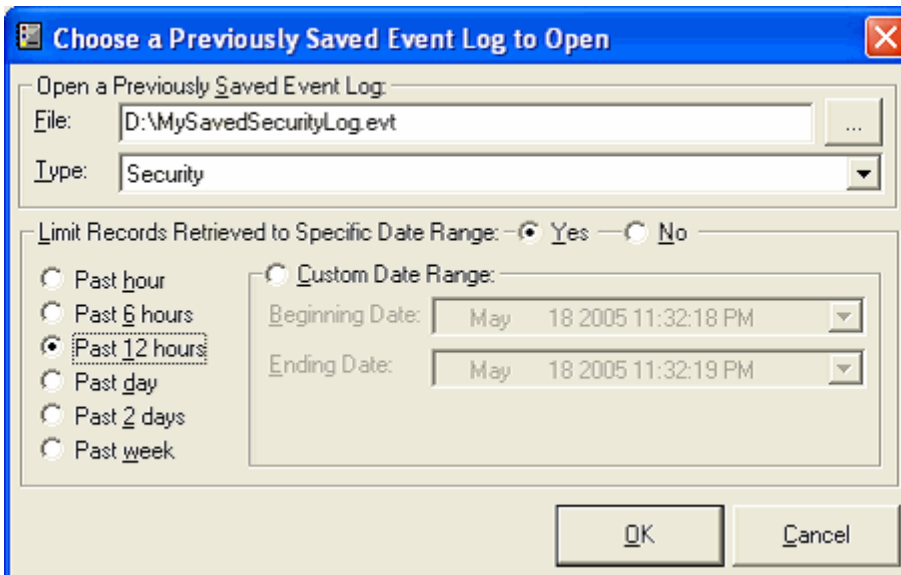 Choose a Previously Saved Event Log to Open
Open a Previously Saved Event Log:
File: D:\MySavedSecurityLog.evt ...
Type: Security
Limit Records Retrieved to Specific Date Range: Yes No
Past hour
Past 6 hours
Past 12 hours
Past day
Past 2 days
Past week
Custom Date Range:
Beginning Date: May 18 2005 11:32:18 PM
Ending Date: May 18 2005 11:32:19 PM
OK Cancel